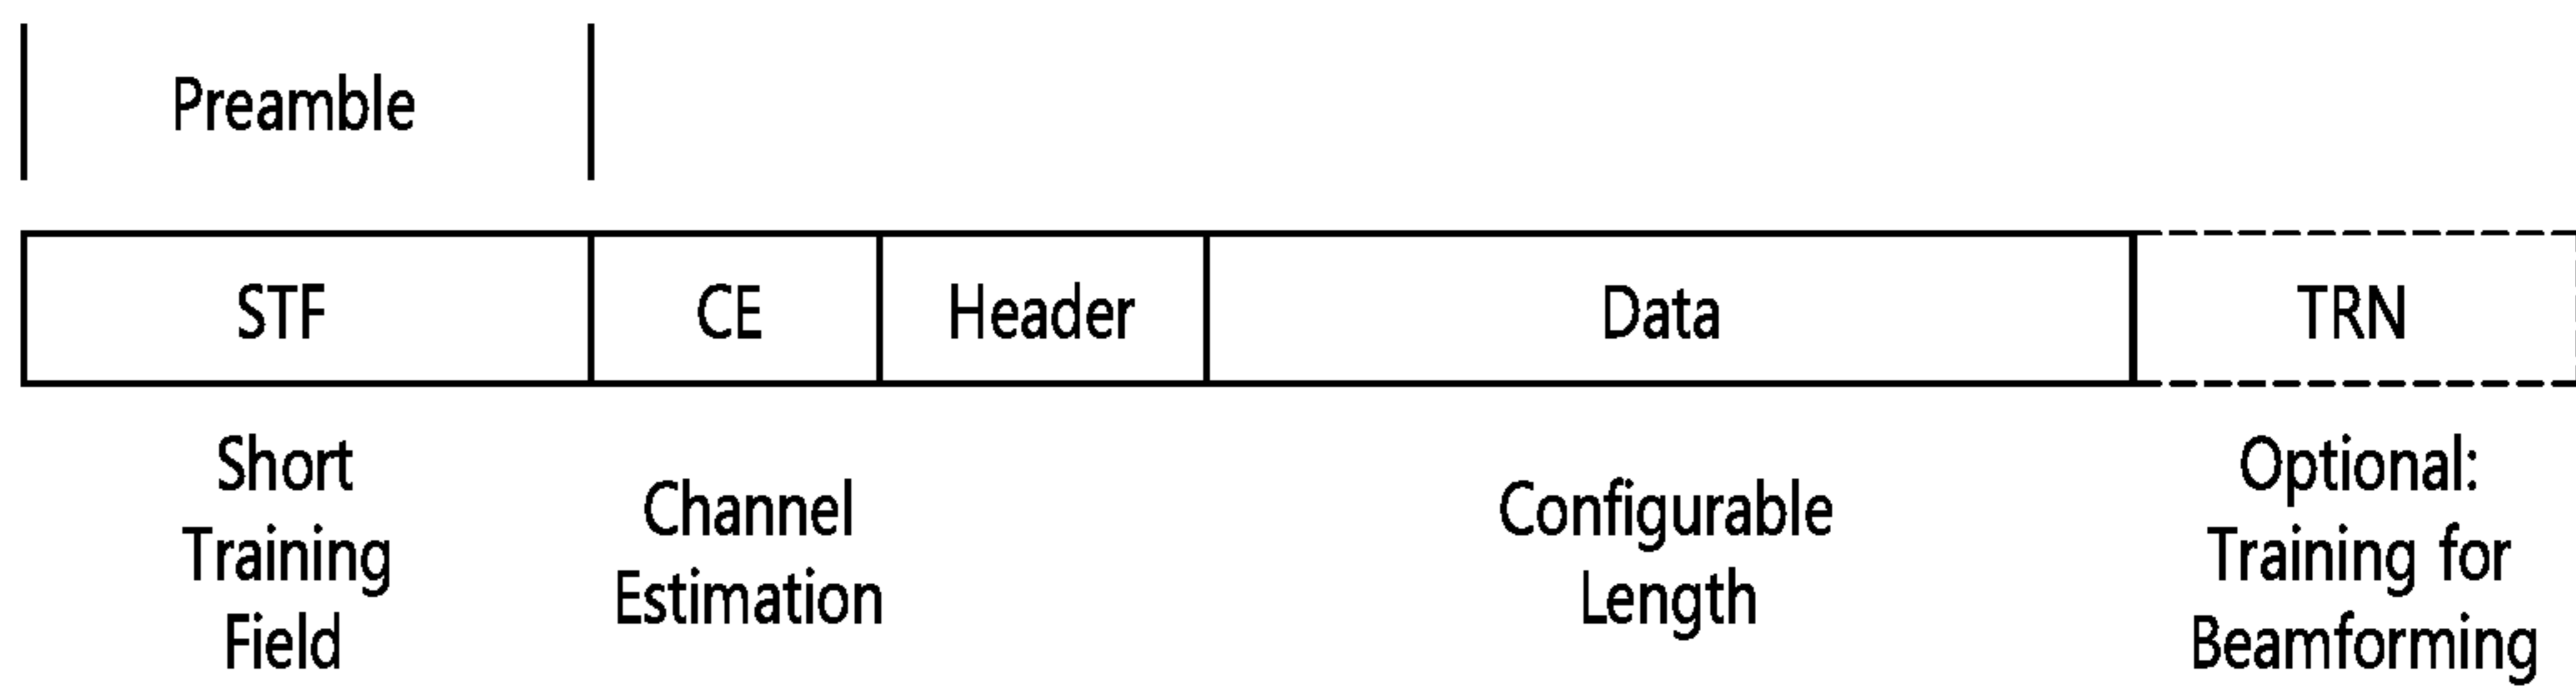 Preamble
STF
CE
Header
Data
TRN
Short
Training
Field
Channel
Estimation
Configurable
Length
Optional:
Training for
Beamforming